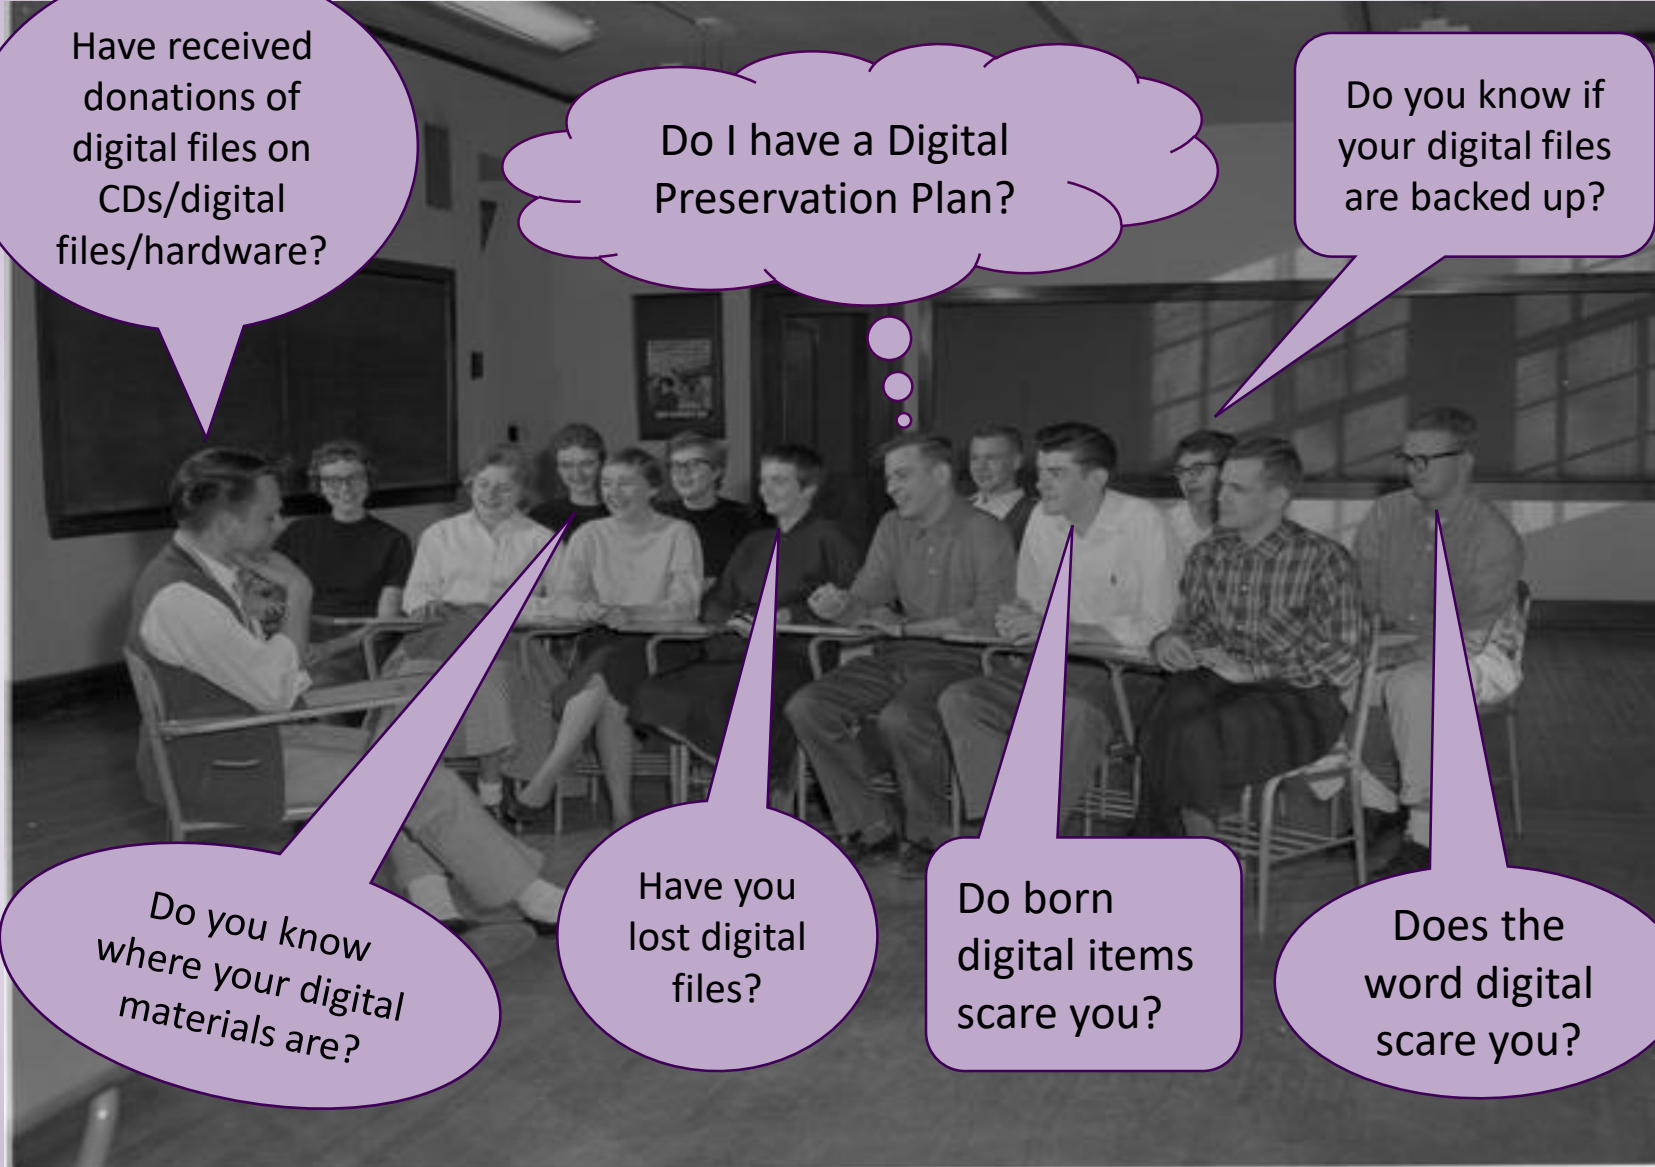 Have received
donations of
digital files on
CDs/digital
files/hardware?
Do I have a Digital
Preservation Plan?
Do you know if
your digital files
are backed up?
Do you know
where your digital
materials are?
Have you
lost digital
files?
Do born
digital items
scare you?
Does the
word digital
scare you?